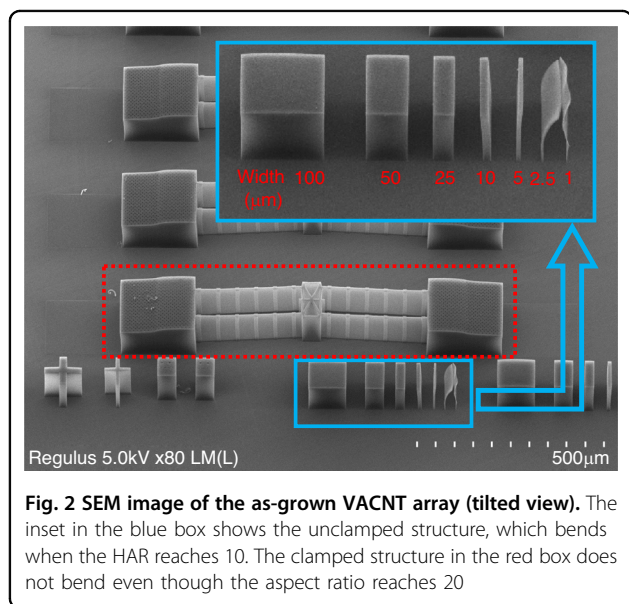 Width 100 50 25 10 5 2.5 1
(μm)
Regulus 5.0kV x80 LM(L) 500μm
Fig. 2 SEM image of the as-grown VACNT array (tilted view). The
inset in the blue box shows the unclamped structure, which bends
when the HAR reaches 10. The clamped structure in the red box does
not bend even though the aspect ratio reaches 20